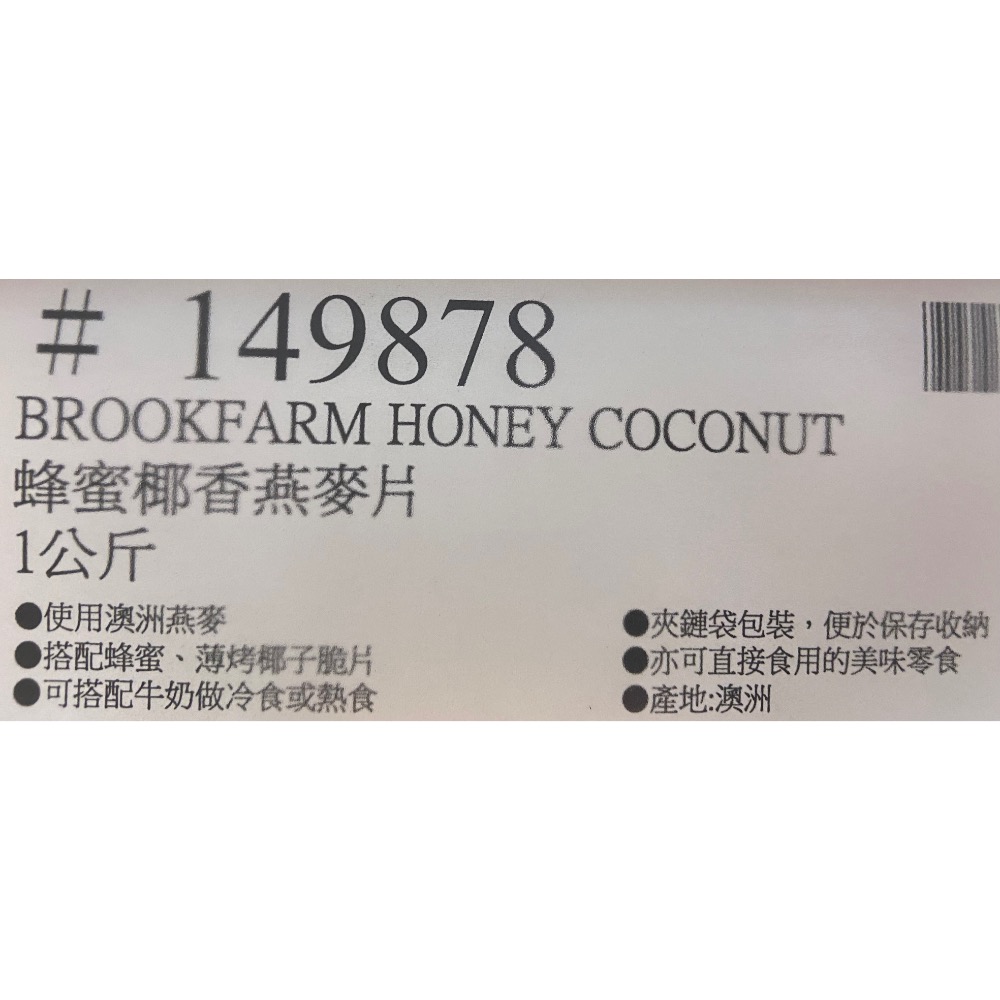 # 149878
BROOKFARM HONEY COCONUT
蜂蜜椰香燕麥片
1公斤
●使用澳洲燕麥
●搭配蜂蜜、薄烤椰子脆片
●可搭配牛奶做冷食或熱食
●夾鏈袋包裝，便於保存收納
●亦可直接食用的美味零食
●產地:澳洲